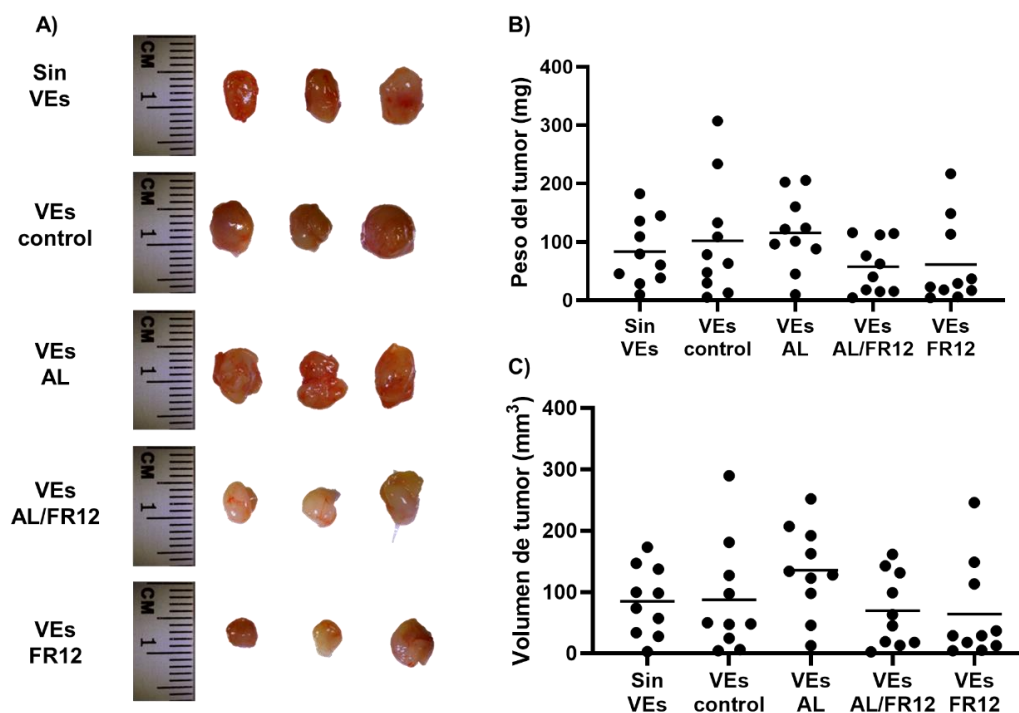 A)
Sin
VEs
CM
1
VEs
control
CM
1
VEs
AL
CM
1
VEs
AL/FR12
CM
1
VEs
FR12
CM
1
B)
Peso del tumor (mg)
400
300
200
100
0
Sin
VEs
VEs
control
VEs
AL
VEs
AL/FR12
VEs
FR12
C)
Volumen de tumor (mm³)
400
300
200
100
0
Sin
VEs
VEs
control
VEs
AL
VEs
AL/FR12
VEs
FR12